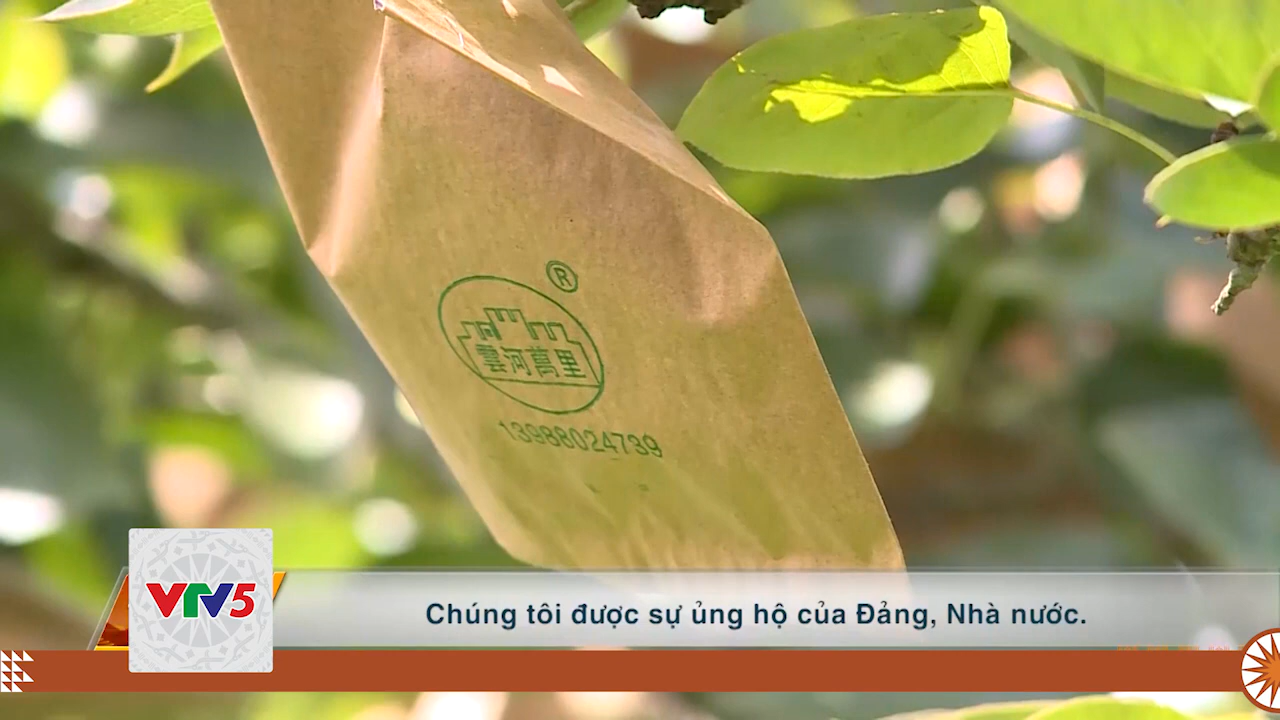 ®
雲河萬里
13988024739
VTV5
Chúng tôi được sự ủng hộ của Đảng, Nhà nước.